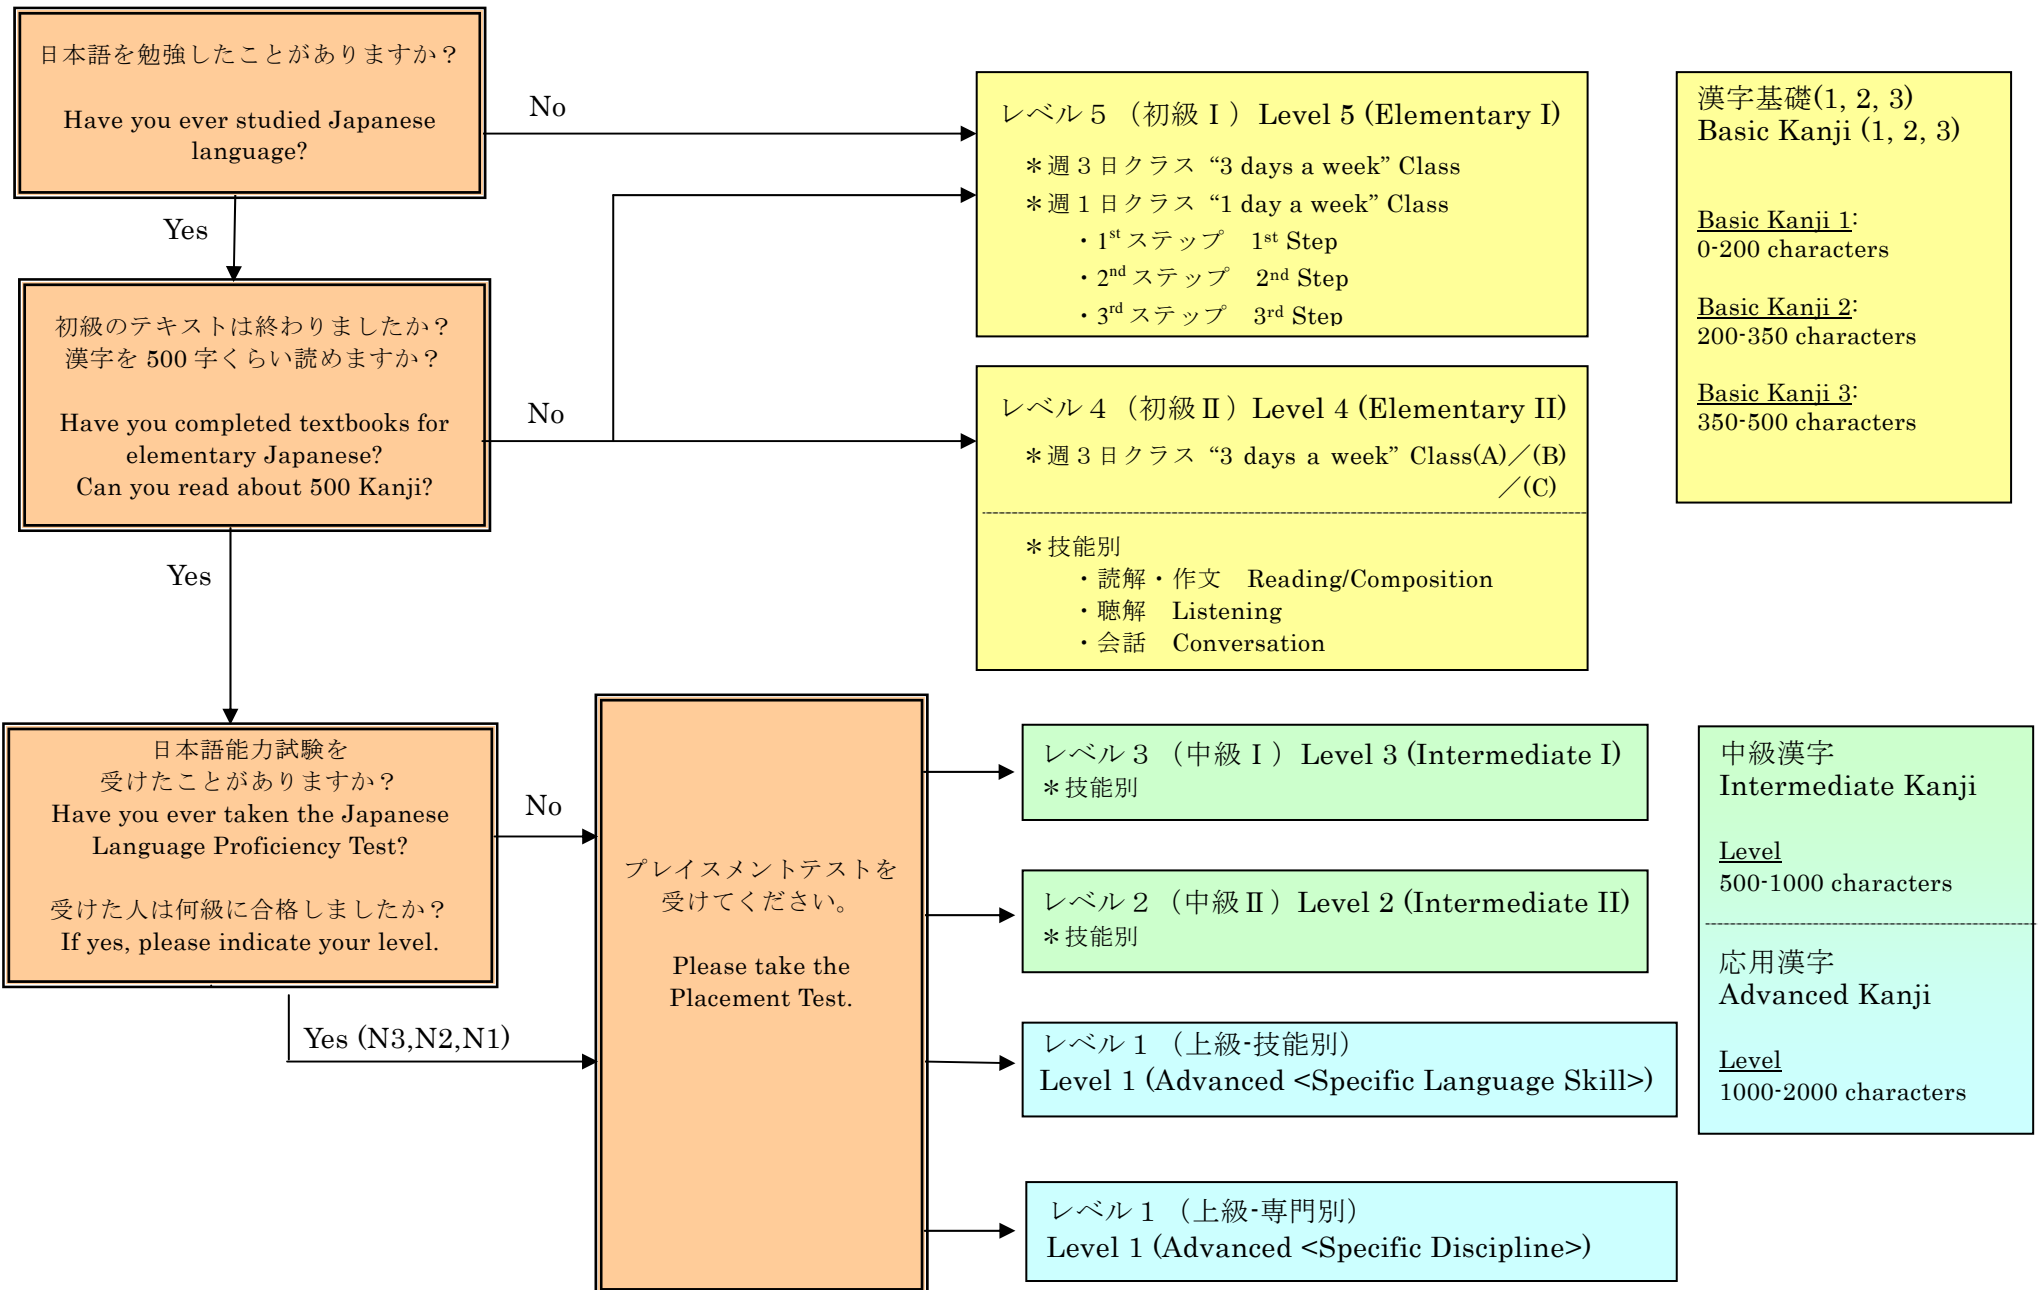 日本語を勉強したことがありますか？
Have you ever studied Japanese
language?
No
Yes
レベル５（初級Ⅰ）Level 5 (Elementary I)
＊週３日クラス “3 days a week” Class
＊週１日クラス “1 day a week” Class
・1st ステップ　1st Step
・2nd ステップ　2nd Step
・3rd ステップ　3rd Step
漢字基礎(1, 2, 3)
Basic Kanji (1, 2, 3)
Basic Kanji 1:
0-200 characters
Basic Kanji 2:
200-350 characters
Basic Kanji 3:
350-500 characters
初級のテキストは終わりましたか？
漢字を 500 字くらい読めますか？
Have you completed textbooks for
elementary Japanese?
Can you read about 500 Kanji?
No
Yes
レベル４（初級Ⅱ）Level 4 (Elementary II)
＊週３日クラス “3 days a week” Class(A)／(B)
／(C)
＊技能別
・読解・作文　Reading/Composition
・聴解　Listening
・会話　Conversation
日本語能力試験を
受けたことがありますか？
Have you ever taken the Japanese
Language Proficiency Test?
受けた人は何級に合格しましたか？
If yes, please indicate your level.
No
Yes (N3,N2,N1)
プレイスメントテストを
受けてください。
Please take the
Placement Test.
レベル３（中級Ⅰ）Level 3 (Intermediate I)
＊技能別
レベル２（中級Ⅱ）Level 2 (Intermediate II)
＊技能別
レベル１（上級-技能別）
Level 1 (Advanced <Specific Language Skill>)
レベル１（上級-専門別）
Level 1 (Advanced <Specific Discipline>)
中級漢字
Intermediate Kanji
Level
500-1000 characters
応用漢字
Advanced Kanji
Level
1000-2000 characters